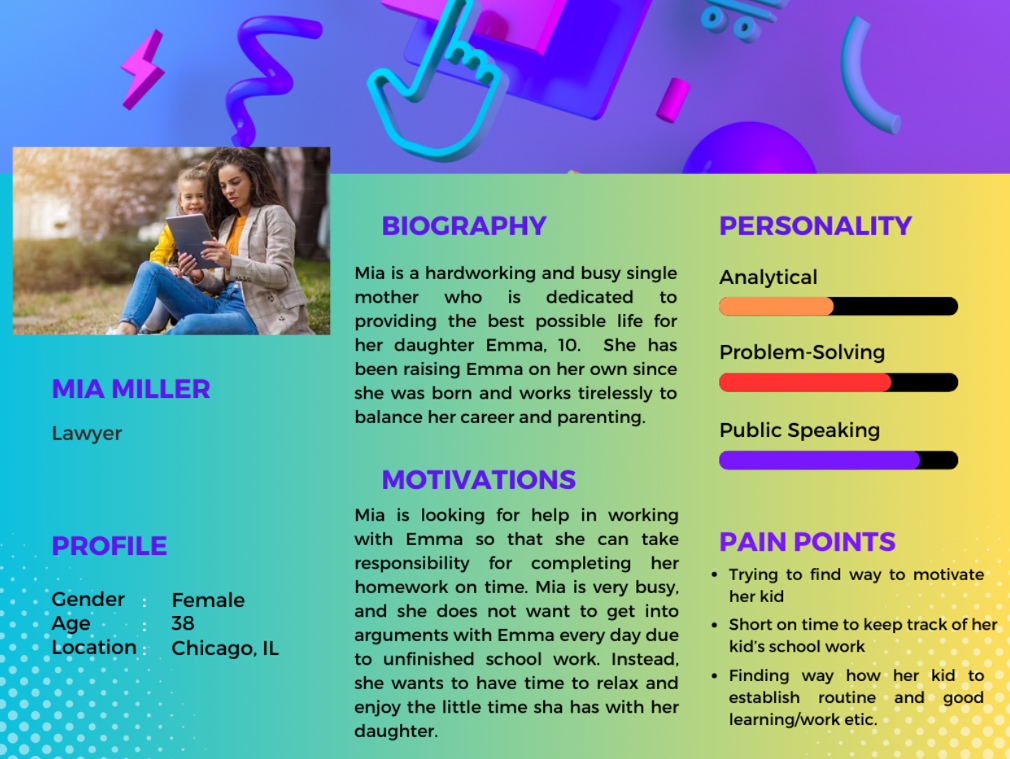 MIA MILLER
Lawyer
PROFILE
Gender : Female
Age : 38
Location : Chicago, IL
BIOGRAPHY
Mia is a hardworking and busy single
mother who is dedicated to
providing the best possible life for
her daughter Emma, 10. She has
been raising Emma on her own since
she was born and works tirelessly to
balance her career and parenting.
MOTIVATIONS
Mia is looking for help in working
with Emma so that she can take
responsibility for completing her
homework on time. Mia is very busy,
and she does not want to get into
arguments with Emma every day due
to unfinished school work. Instead,
she wants to have time to relax and
enjoy the little time sha has with her
daughter.
PERSONALITY
Analytical
Problem-Solving
Public Speaking
PAIN POINTS
• Trying to find way to motivate
her kid
• Short on time to keep track of her
kid's school work
• Finding way how her kid to
establish routine and good
learning/work etic.